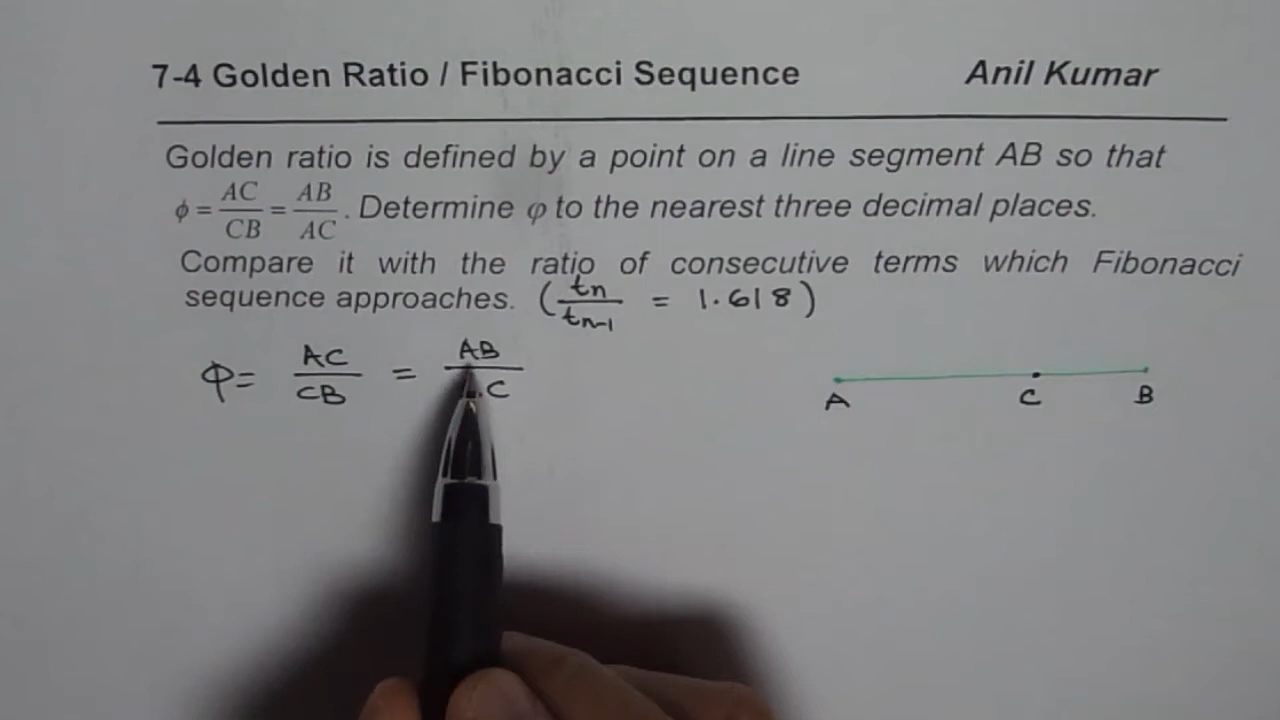 7-4 Golden Ratio / Fibonacci Sequence Anil Kumar
Golden ratio is defined by a point on a line segment AB so that
ϕ = AC/CB = AB/AC . Determine φ to the nearest three decimal places.
Compare it with the ratio of consecutive terms which Fibonacci
sequence approaches. (tn/tn-1 = 1.618)
Φ = AC/CB = AB/C
A C B